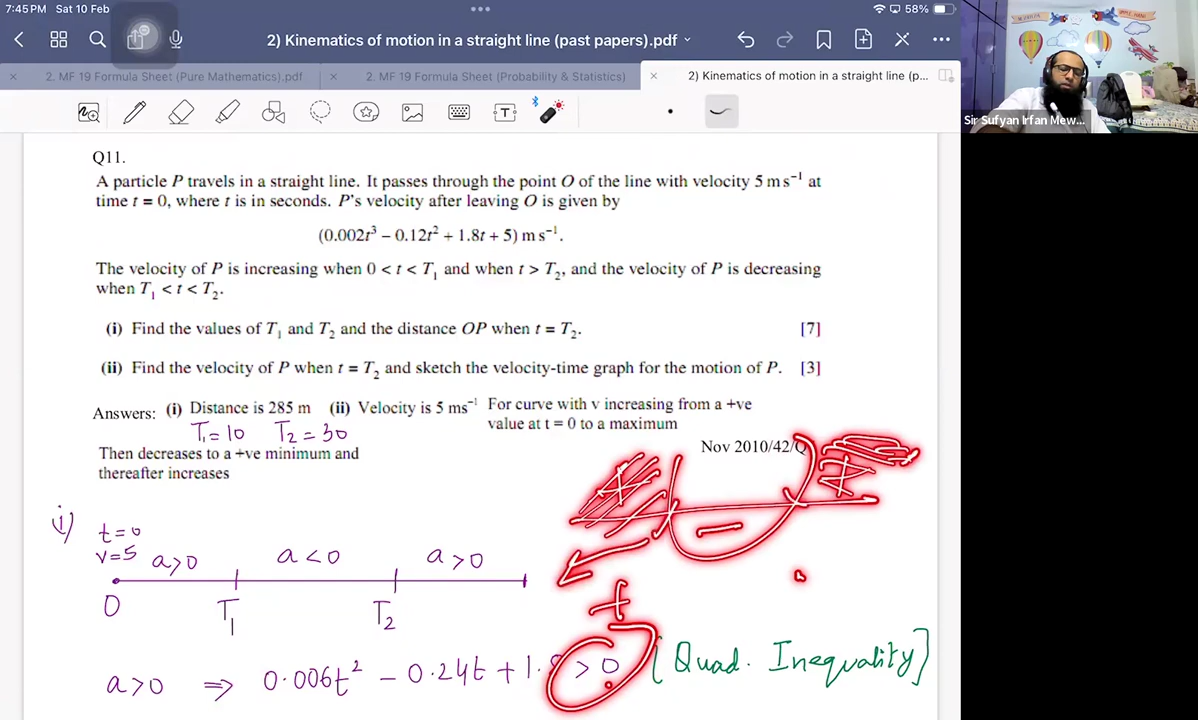 7:45 PM Sat 10 Feb
58%
2) Kinematics of motion in a straight line (past papers).pdf
2. MF 19 Formula Sheet (Pure Mathematics).pdf
2. MF 19 Formula Sheet (Probability & Statistics)
2) Kinematics of motion in a straight line (p...
Sir Sufyan Irfan Mew...
Q11.
A particle P travels in a straight line. It passes through the point O of the line with velocity 5 m s⁻¹ at
time t = 0, where t is in seconds. P's velocity after leaving O is given by
(0.002t³ − 0.12t² + 1.8t + 5) m s⁻¹.
The velocity of P is increasing when 0 < t < T₁ and when t > T₂, and the velocity of P is decreasing
when T₁ < t < T₂.
(i) Find the values of T₁ and T₂ and the distance OP when t = T₂. [7]
(ii) Find the velocity of P when t = T₂ and sketch the velocity-time graph for the motion of P. [3]
Answers: (i) Distance is 285 m (ii) Velocity is 5 ms⁻¹ For curve with v increasing from a +ve
value at t = 0 to a maximum
T₁ = 10 T₂ = 30
Nov 2010/42/Q
Then decreases to a +ve minimum and
thereafter increases
i)
t=0
v=5
a>0 a<0 a>0
O T₁ T₂
+ − +
+
a>0 ⇒ 0.006t² − 0.24t + 1. > 0 [Quad. Inequality]